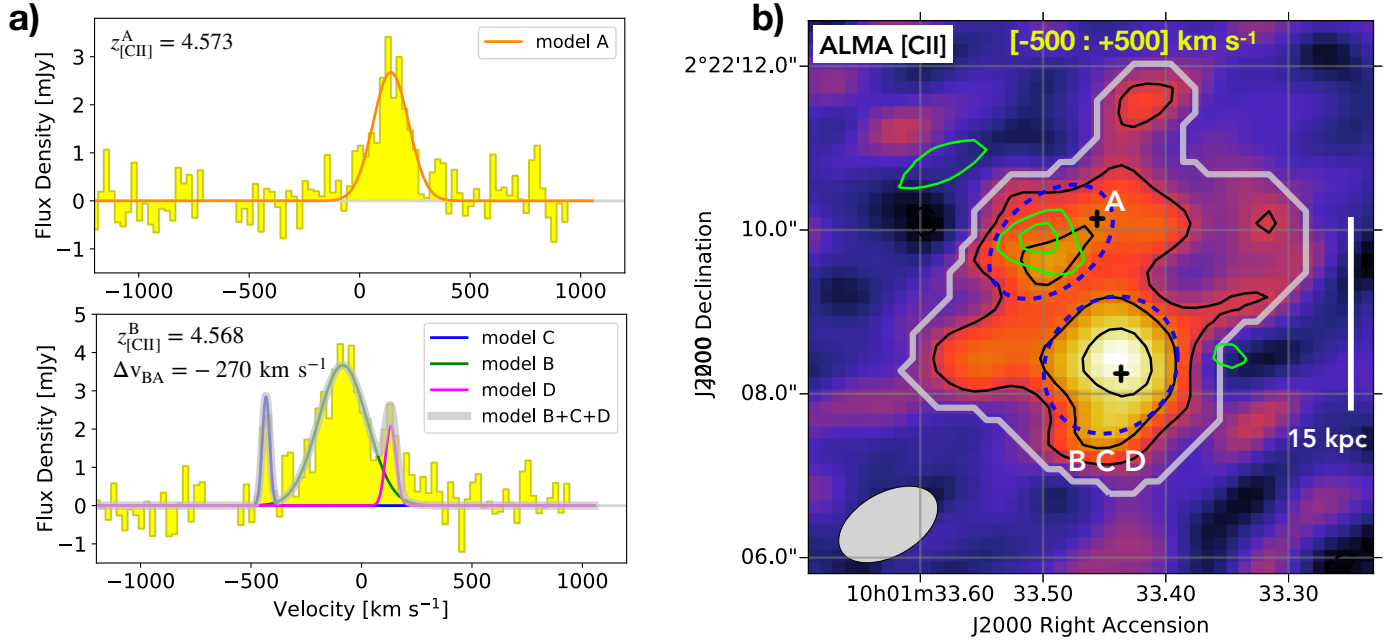 a)
z^A_[CII] = 4.573
model A
Flux Density [mJy]
3
2
1
0
−1
−1000
−500
0
500
1000
z^B_[CII] = 4.568
Δv_BA = − 270 km s⁻¹
model C
model B
model D
model B+C+D
Flux Density [mJy]
5
4
3
2
1
0
−1
−1000
−500
0
500
1000
Velocity [km s⁻¹]
b)
ALMA [CII]
[-500 : +500] km s⁻¹
A
B C D
15 kpc
2°22'12.0"
10.0"
08.0"
06.0"
J2000 Declination
10h01m33.60
33.50
33.40
33.30
J2000 Right Accension